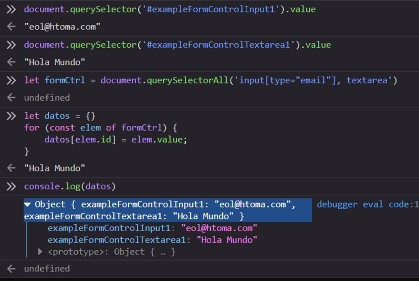 document.querySelector('#exampleFormControlInput1').value
"eol@htoma.com"
document.querySelector('#exampleFormControlTextarea1').value
"Hola Mundo"
let formCtrl = document.querySelectorAll('input[type="email"], textarea')
undefined
let datos = {}
for (const elem of formCtrl) {
    datos[elem.id] = elem.value;
}
"Hola Mundo"
console.log(datos)
Object { exampleFormControlInput1: "eol@htoma.com", debugger eval code:1
exampleFormControlTextarea1: "Hola Mundo" }
exampleFormControlInput1: "eol@htoma.com"
exampleFormControlTextarea1: "Hola Mundo"
<prototype>: Object { … }
undefined